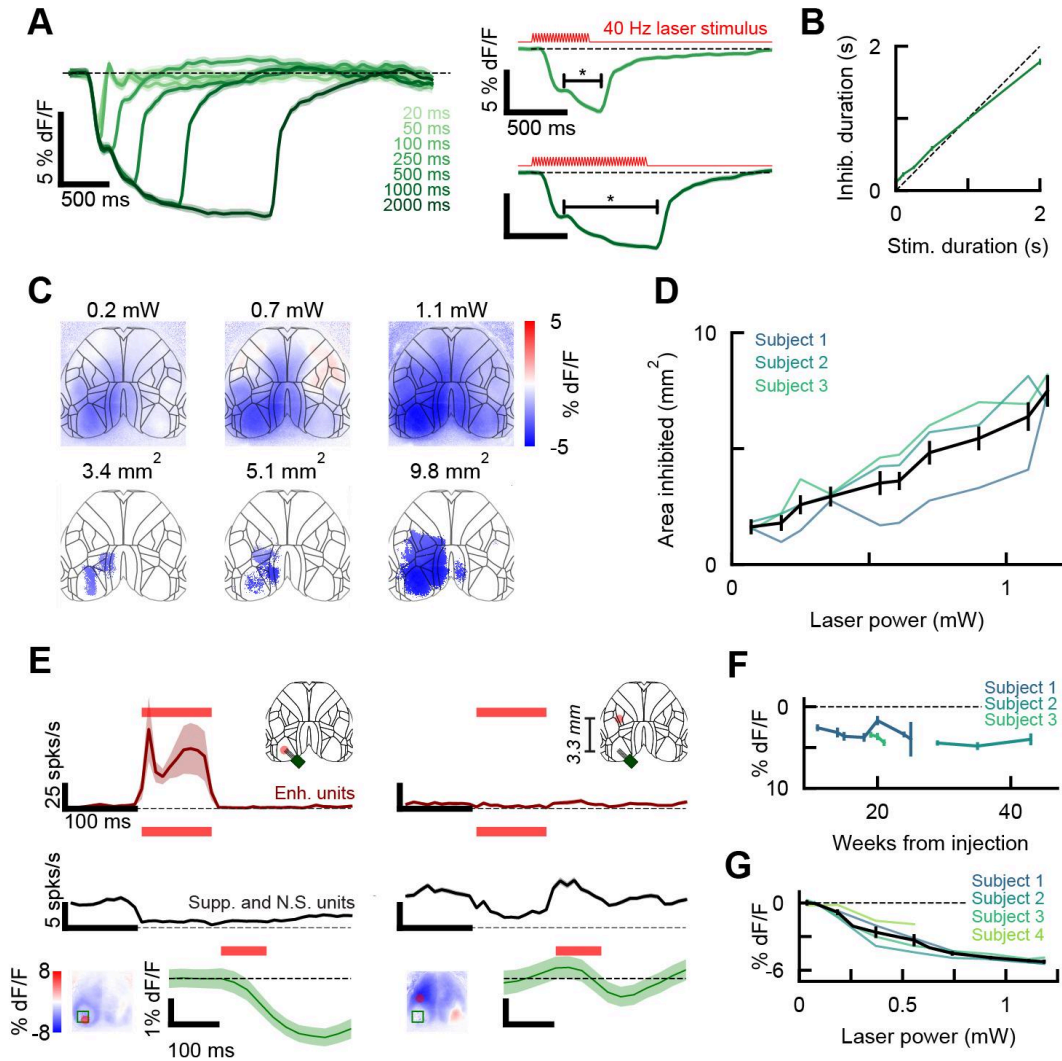 A
5 % dF/F
500 ms
20 ms
50 ms
100 ms
250 ms
500 ms
1000 ms
2000 ms
40 Hz laser stimulus
5 % dF/F
*
500 ms
*
B
Inhib. duration (s)
2
0
0
2
Stim. duration (s)
C
0.2 mW
0.7 mW
1.1 mW
5
% dF/F
-5
3.4 mm2
5.1 mm2
9.8 mm2
D
Area inhibited (mm2)
10
0
Subject 1
Subject 2
Subject 3
0
1
Laser power (mW)
E
25 spks/s
100 ms
Enh. units
3.3 mm
5 spks/s
Supp. and N.S. units
8
% dF/F
-8
1% dF/F
100 ms
F
% dF/F
0
10
Subject 1
Subject 2
Subject 3
20
40
Weeks from injection
G
% dF/F
0
-6
Subject 1
Subject 2
Subject 3
Subject 4
0
0.5
1
Laser power (mW)